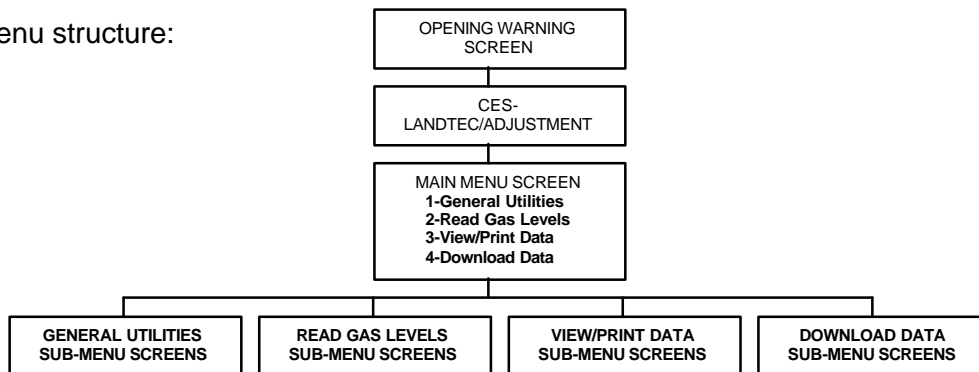 enu structure:
OPENING WARNING
SCREEN
CES-
LANDTEC/ADJUSTMENT
MAIN MENU SCREEN
1-General Utilities
2-Read Gas Levels
3-View/Print Data
4-Download Data
GENERAL UTILITIES
SUB-MENU SCREENS
READ GAS LEVELS
SUB-MENU SCREENS
VIEW/PRINT DATA
SUB-MENU SCREENS
DOWNLOAD DATA
SUB-MENU SCREENS